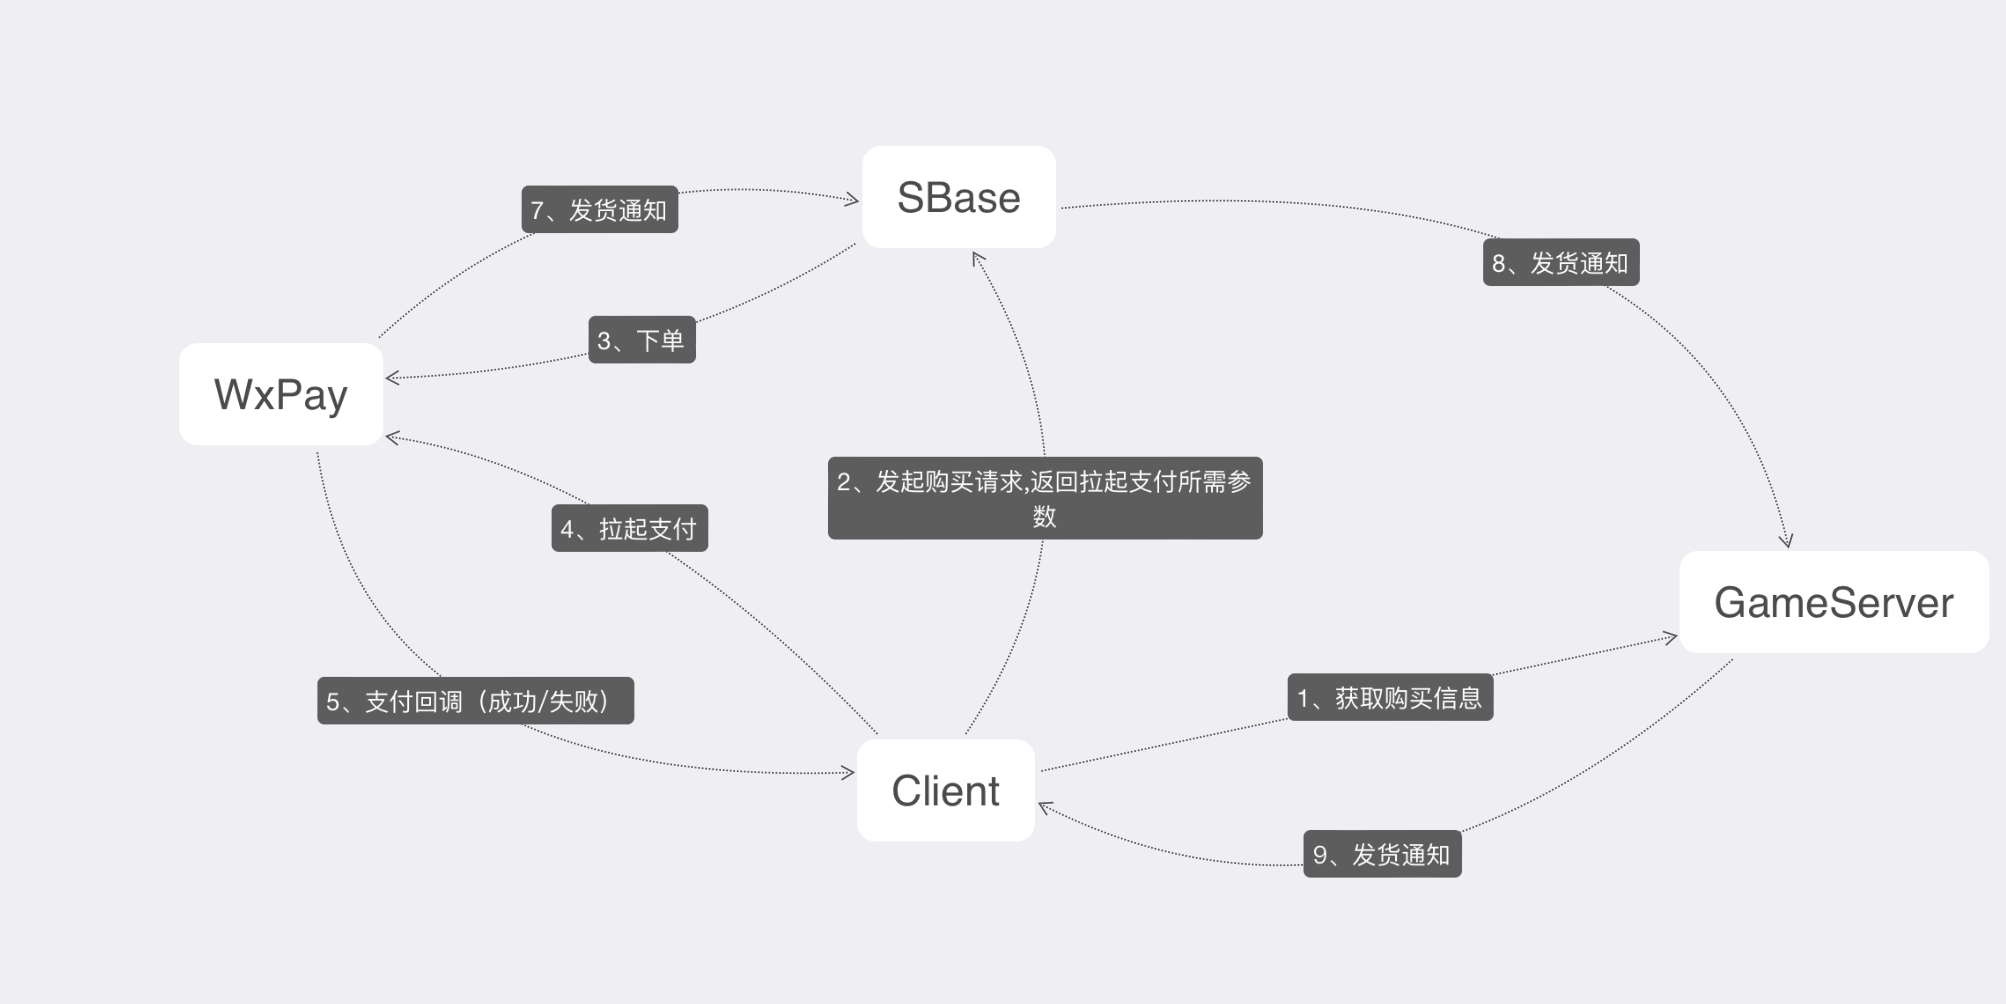 SBase
7、发货通知
8、发货通知
3、下单
WxPay
2、发起购买请求,返回拉起支付所需参
数
4、拉起支付
GameServer
1、获取购买信息
5、支付回调（成功/失败）
Client
9、发货通知